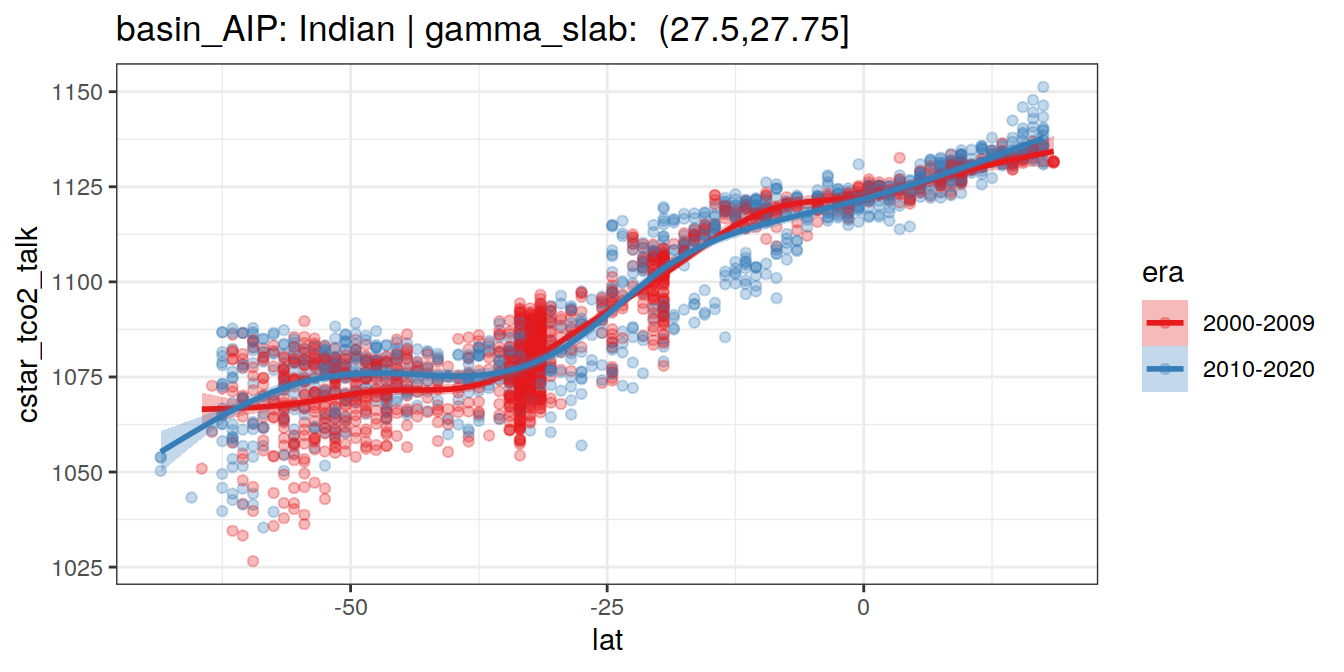 basin_AIP: Indian | gamma_slab:  (27.5,27.75]
1150
1125
1100
1075
1050
1025
cstar_tco2_talk
-50
-25
0
lat
era
2000-2009
2010-2020